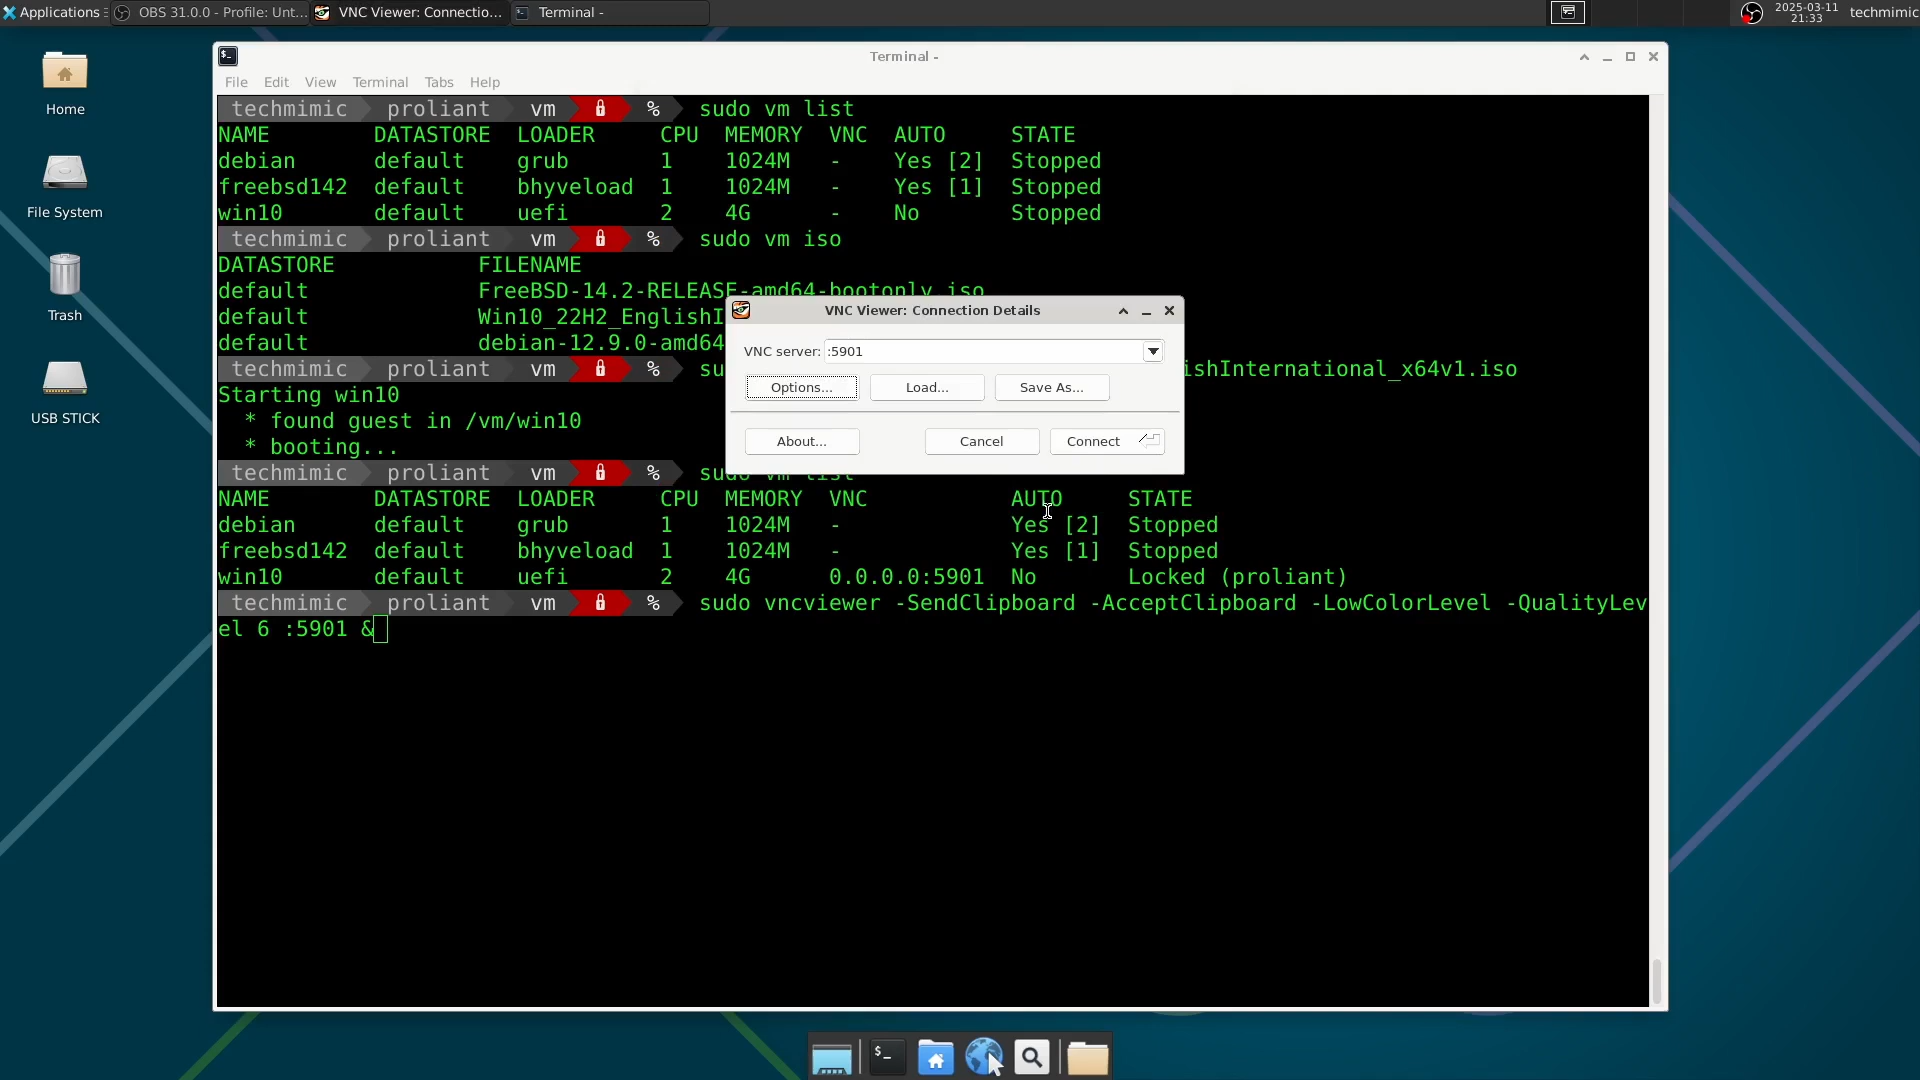 Applications
OBS 31.0.0 - Profile: Unt...
VNC Viewer: Connectio...
Terminal -
2025-03-11
21:33
techmimic
Home
File System
Trash
USB STICK
Terminal -
File Edit View Terminal Tabs Help
techmimic proliant vm % sudo vm list
NAME DATASTORE LOADER CPU MEMORY VNC AUTO STATE
debian default grub 1 1024M - Yes [2] Stopped
freebsd142 default bhyveload 1 1024M - Yes [1] Stopped
win10 default uefi 2 4G - No Stopped
techmimic proliant vm % sudo vm iso
DATASTORE FILENAME
default FreeBSD-14.2-RELEASE-amd64-bootonly.iso
default Win10_22H2_EnglishI
default debian-12.9.0-amd64
techmimic proliant vm % su ishInternational_x64v1.iso
Starting win10
* found guest in /vm/win10
* booting...
techmimic proliant vm % sudo vm list
NAME DATASTORE LOADER CPU MEMORY VNC AUTO STATE
debian default grub 1 1024M - Yes [2] Stopped
freebsd142 default bhyveload 1 1024M - Yes [1] Stopped
win10 default uefi 2 4G 0.0.0.0:5901 No Locked (proliant)
techmimic proliant vm % sudo vncviewer -SendClipboard -AcceptClipboard -LowColorLevel -QualityLev
el 6 :5901 &
VNC Viewer: Connection Details
VNC server: :5901
Options... Load... Save As...
About... Cancel Connect